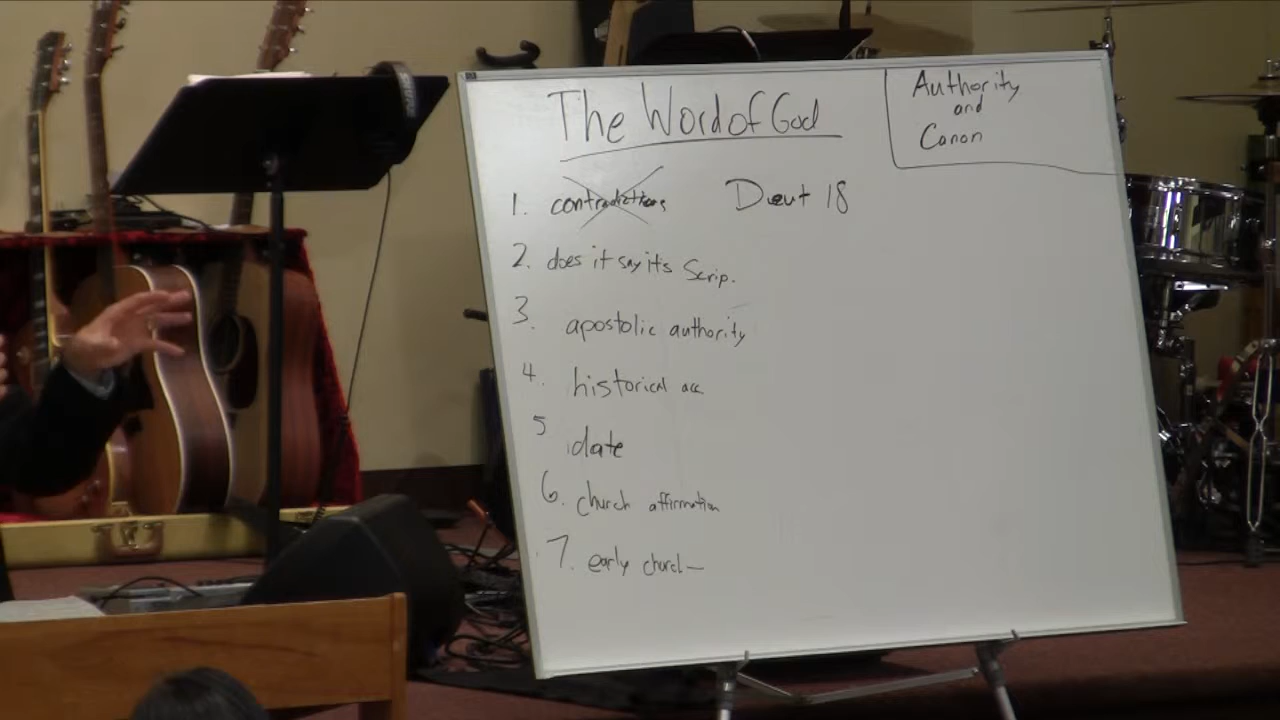 The Word of God
Authority
and
Canon
1. contradictions Deut 18
2. does it say it's Scrip.
3. apostolic authority
4. historical acc
5 date
6. church affirmation
7. early church